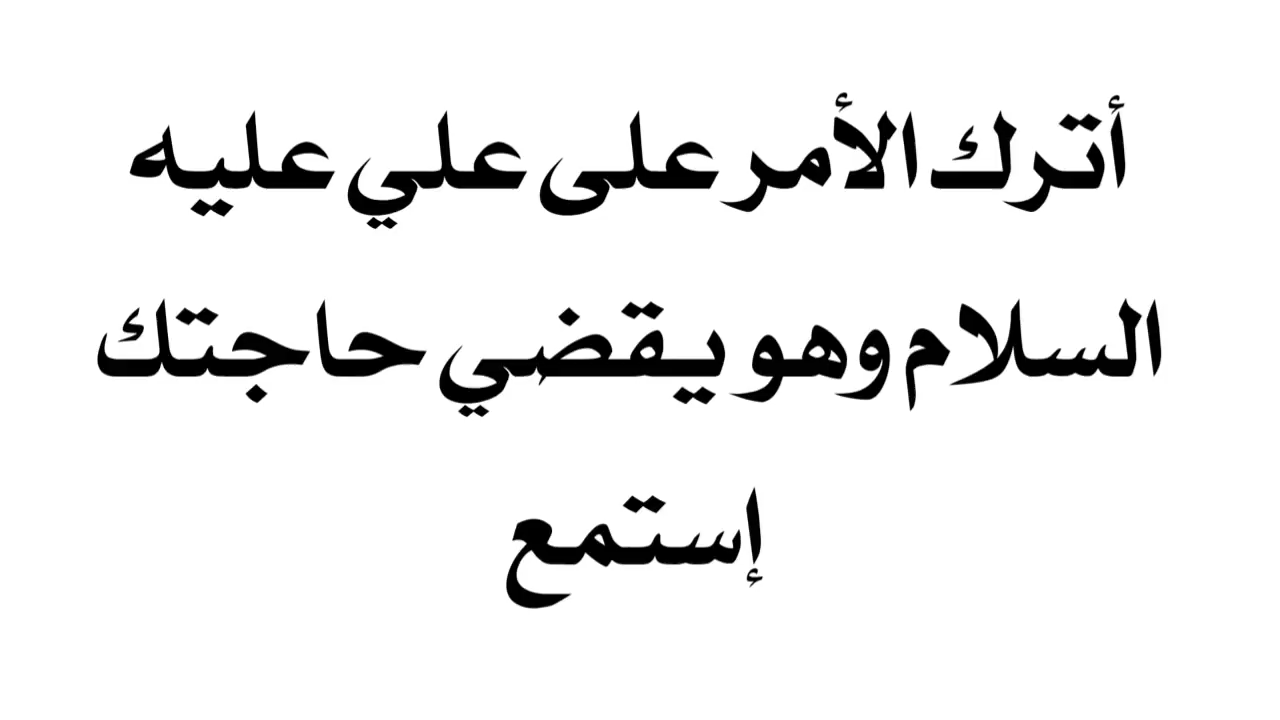 أترك الأمر على علي عليه
السلام وهو يقضي حاجتك
إستمع